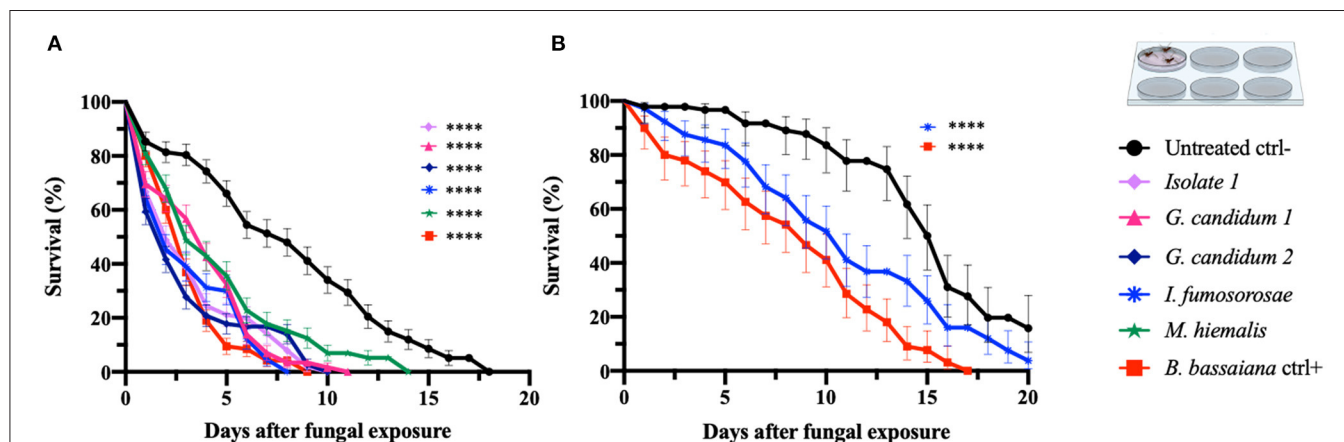 A
B
100
80
60
40
20
0
Survival (%)
0
5
10
15
20
Days after fungal exposure
****
****
****
****
****
****
100
80
60
40
20
0
Survival (%)
0
5
10
15
20
Days after fungal exposure
****
****
Untreated ctrl-
Isolate 1
G. candidum 1
G. candidum 2
I. fumosorosae
M. hiemalis
B. bassaiana ctrl+